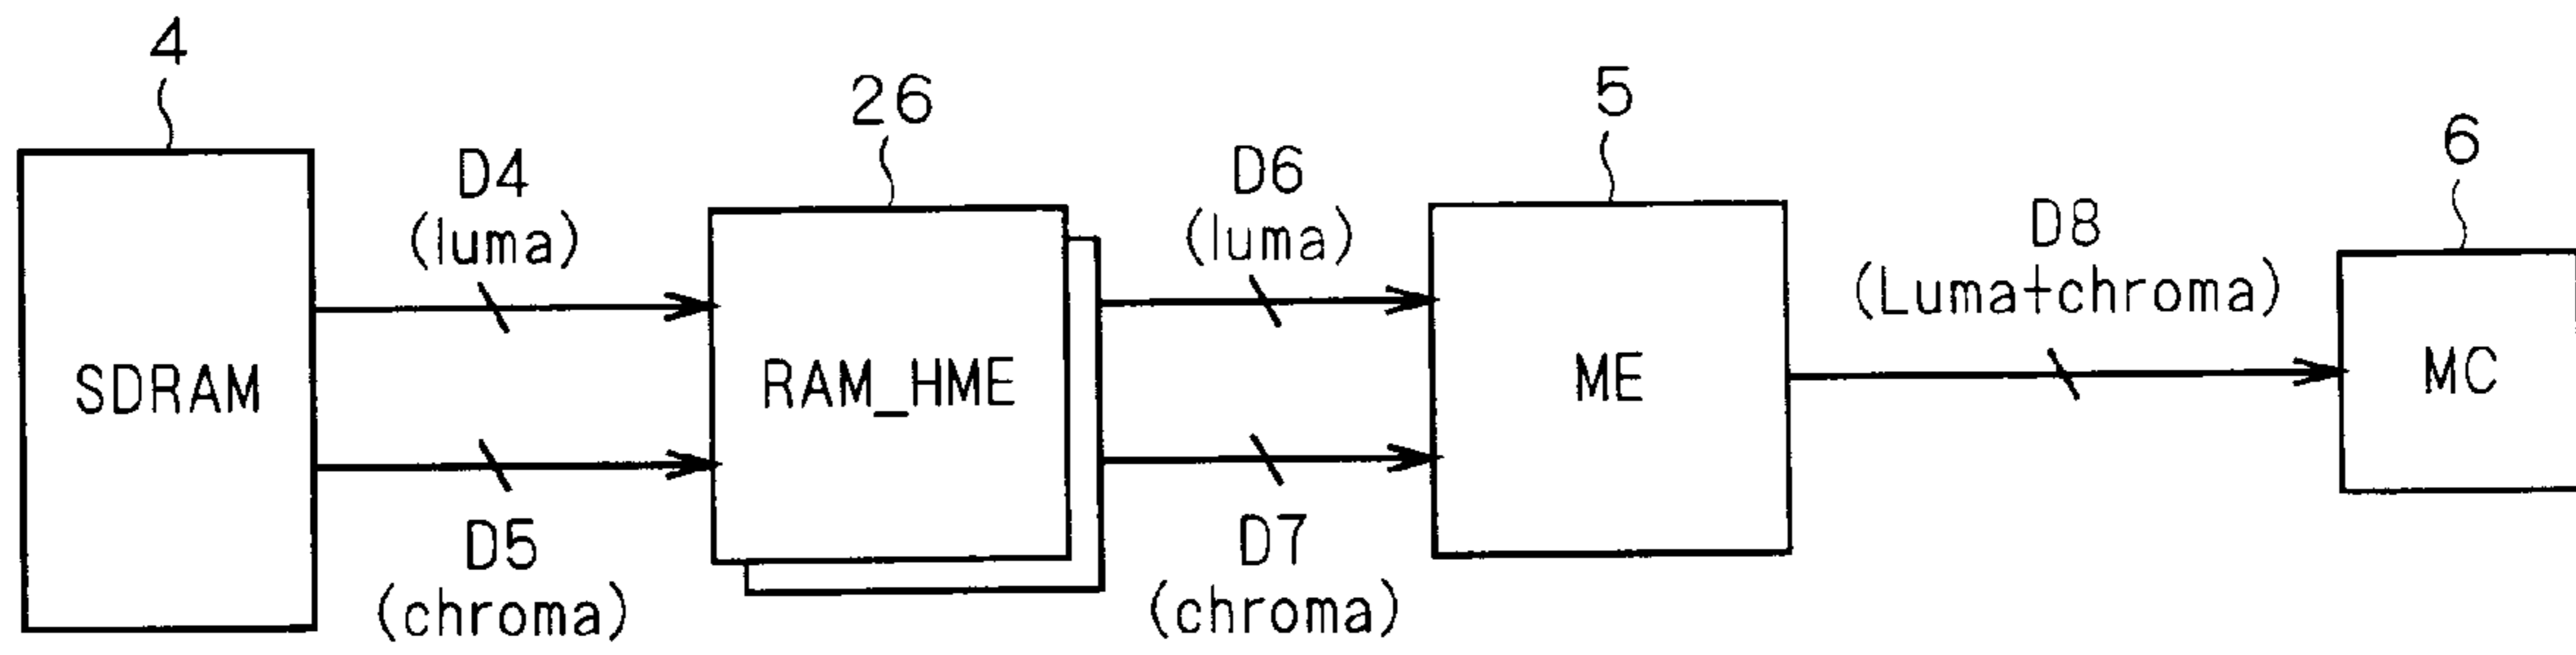 4
26
5
6
D4
(luma)
D6
(luma)
D8
(Luma+chroma)
SDRAM
RAM_HME
ME
MC
D5
(chroma)
D7
(chroma)